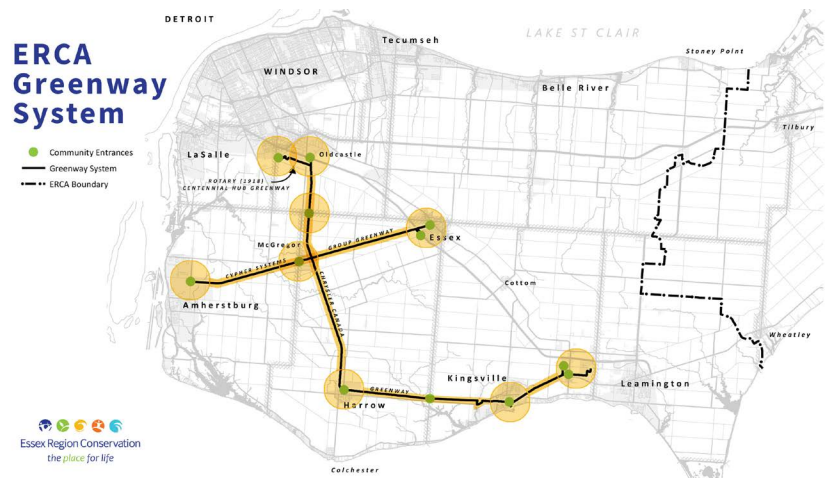 DETROIT
ERCA
Greenway
System
Community Entrances
Greenway System
ERCA Boundary
WINDSOR
Tecumseh
LAKE ST CLAIR
Stoney Point
Belle River
Tilbury
LaSalle
Oldcastle
ROTARY (1918)
CENTENNIAL HUB GREENWAY
McGregor
CYPHER SYSTEMS
GROUP GREENWAY
Essex
Amherstburg
CHRYSLER CANADA
Cottom
Wheatley
GREENWAY
Kingsville
Leamington
Harrow
Colchester
Essex Region Conservation
the place for life